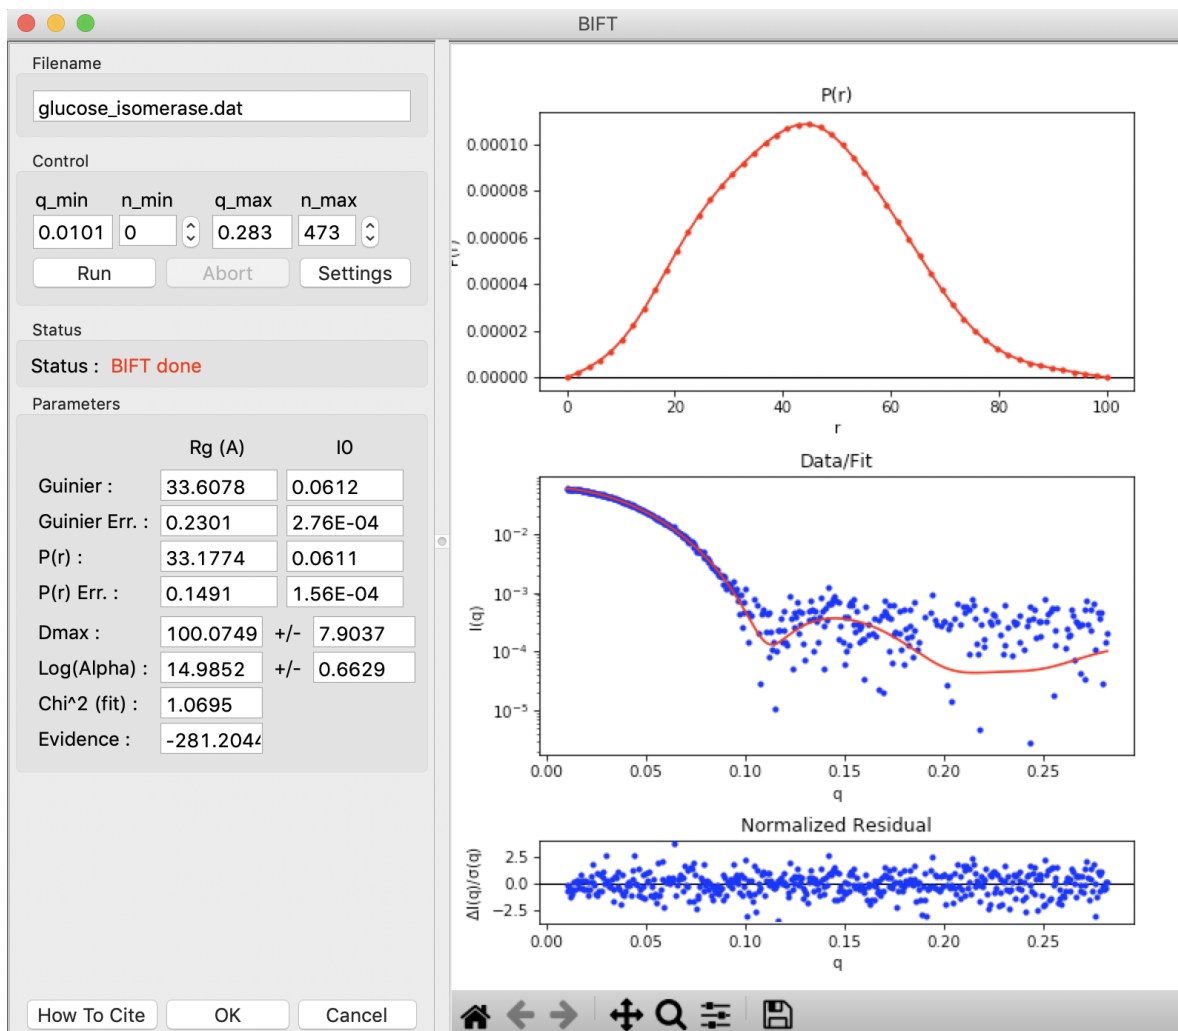 BIFT
Filename
glucose_isomerase.dat
Control
q_min n_min q_max n_max
0.0101 0 0.283 473
Run Abort Settings
Status
Status : BIFT done
Parameters
Rg (A) I0
Guinier : 33.6078 0.0612
Guinier Err. : 0.2301 2.76E-04
P(r) : 33.1774 0.0611
P(r) Err. : 0.1491 1.56E-04
Dmax : 100.0749 +/- 7.9037
Log(Alpha) : 14.9852 +/- 0.6629
Chi^2 (fit) : 1.0695
Evidence : -281.2044
How To Cite OK Cancel
P(r)
P(r)
0.00010
0.00008
0.00006
0.00004
0.00002
0.00000
0 20 40 60 80 100
r
Data/Fit
I(q)
10⁻²
10⁻³
10⁻⁴
10⁻⁵
0.00 0.05 0.10 0.15 0.20 0.25
q
Normalized Residual
ΔI(q)/σ(q)
2.5
0.0
−2.5
0.00 0.05 0.10 0.15 0.20 0.25
q